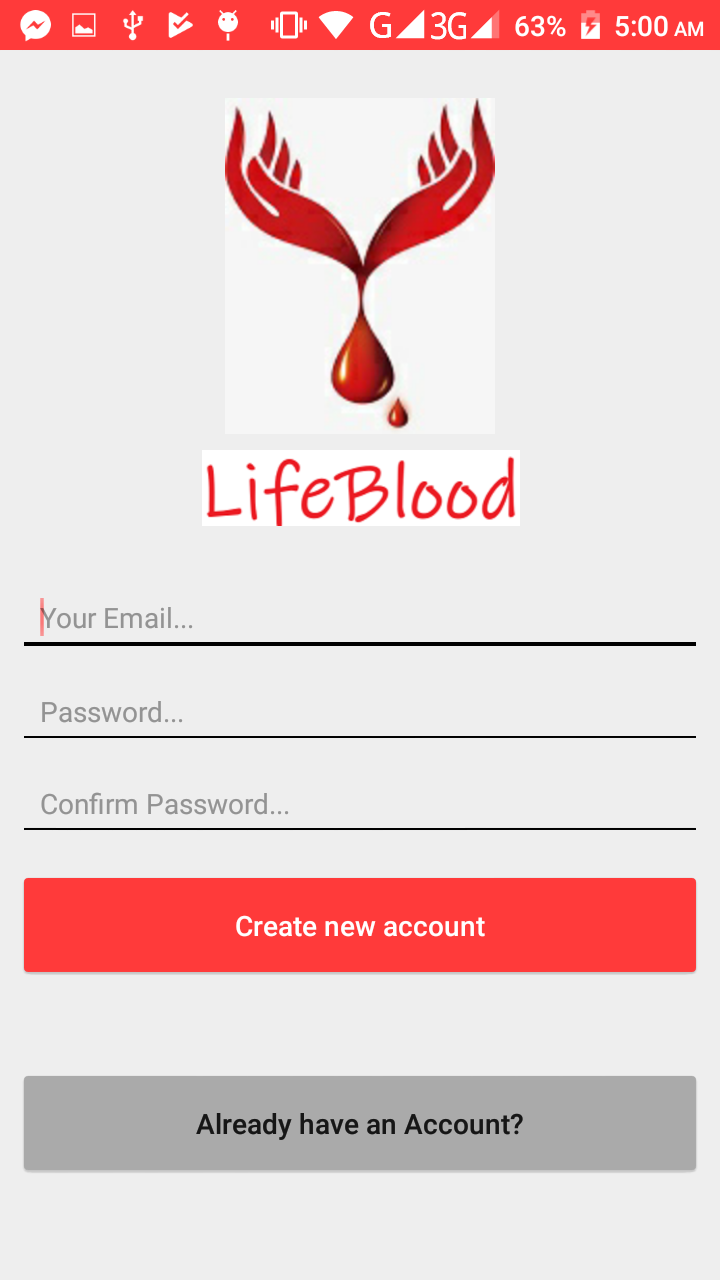 G 3G 63% 5:00 AM
LifeBlood
Your Email...
Password...
Confirm Password...
Create new account
Already have an Account?